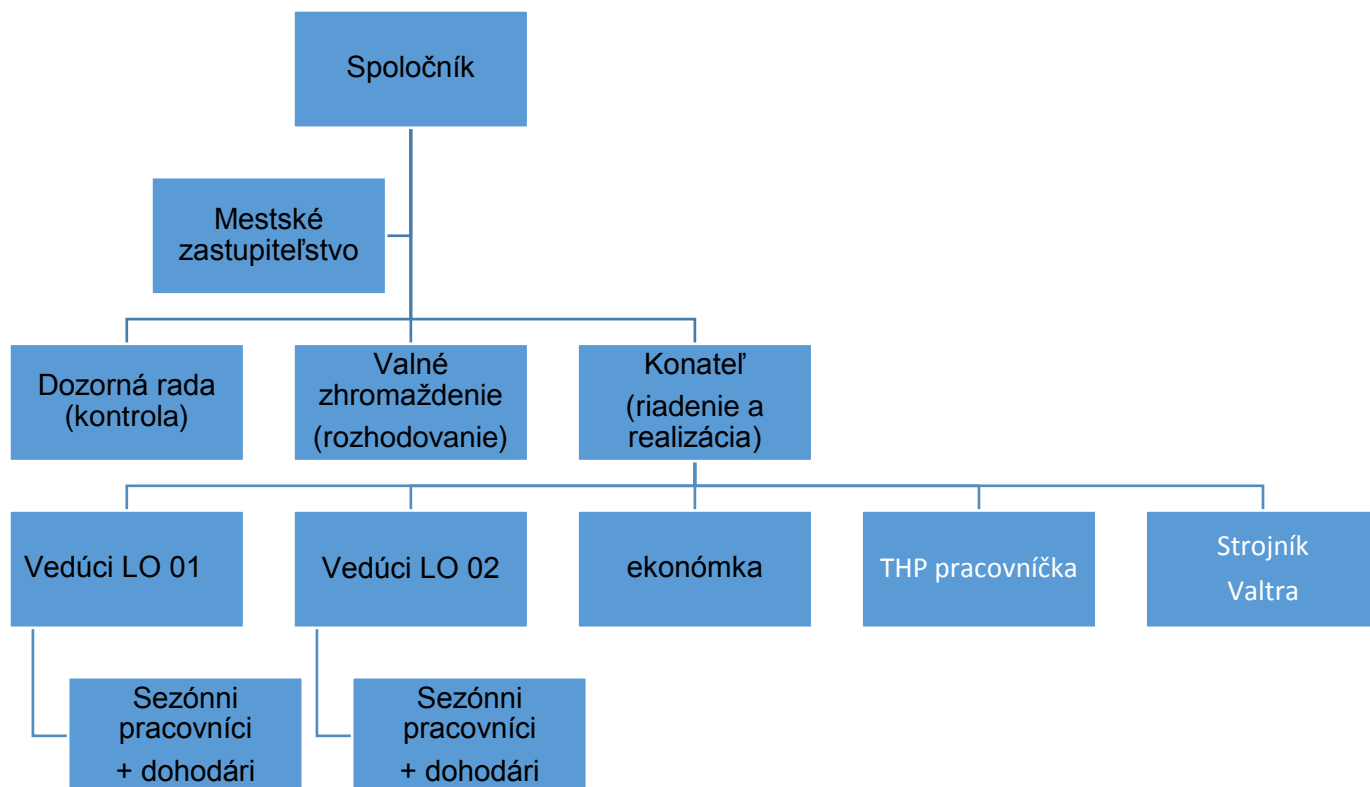 Spoločník
Mestské
zastupiteľstvo
Dozorná rada
(kontrola)
Valné
zhromaždenie
(rozhodovanie)
Konateľ
(riadenie a
realizácia)
Vedúci LO 01
Vedúci LO 02
ekonómka
THP pracovníčka
Strojník
Valtra
Sezónni
pracovníci
+ dohodári
Sezónni
pracovníci
+ dohodári